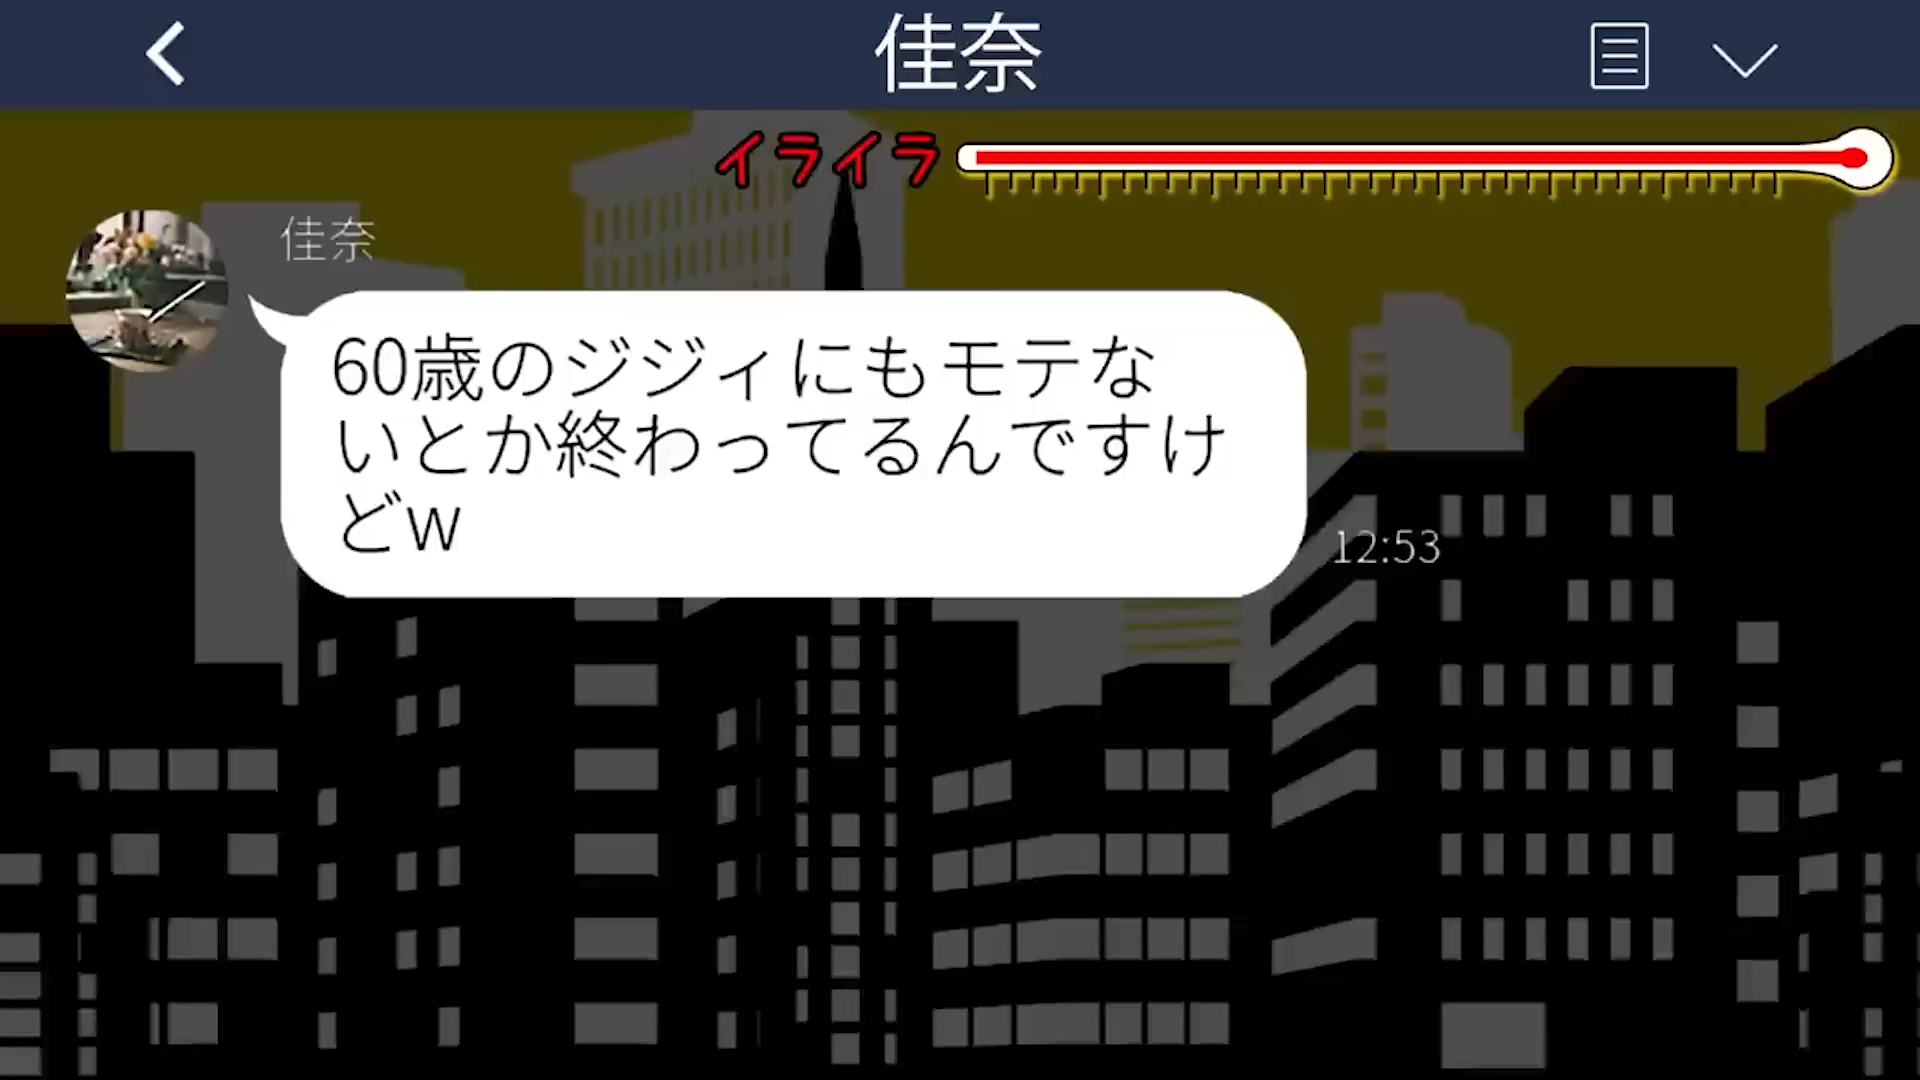 佳奈
イライラ
佳奈
60歳のジジィにもモテな
いとか終わってるんですけ
どw
12:53